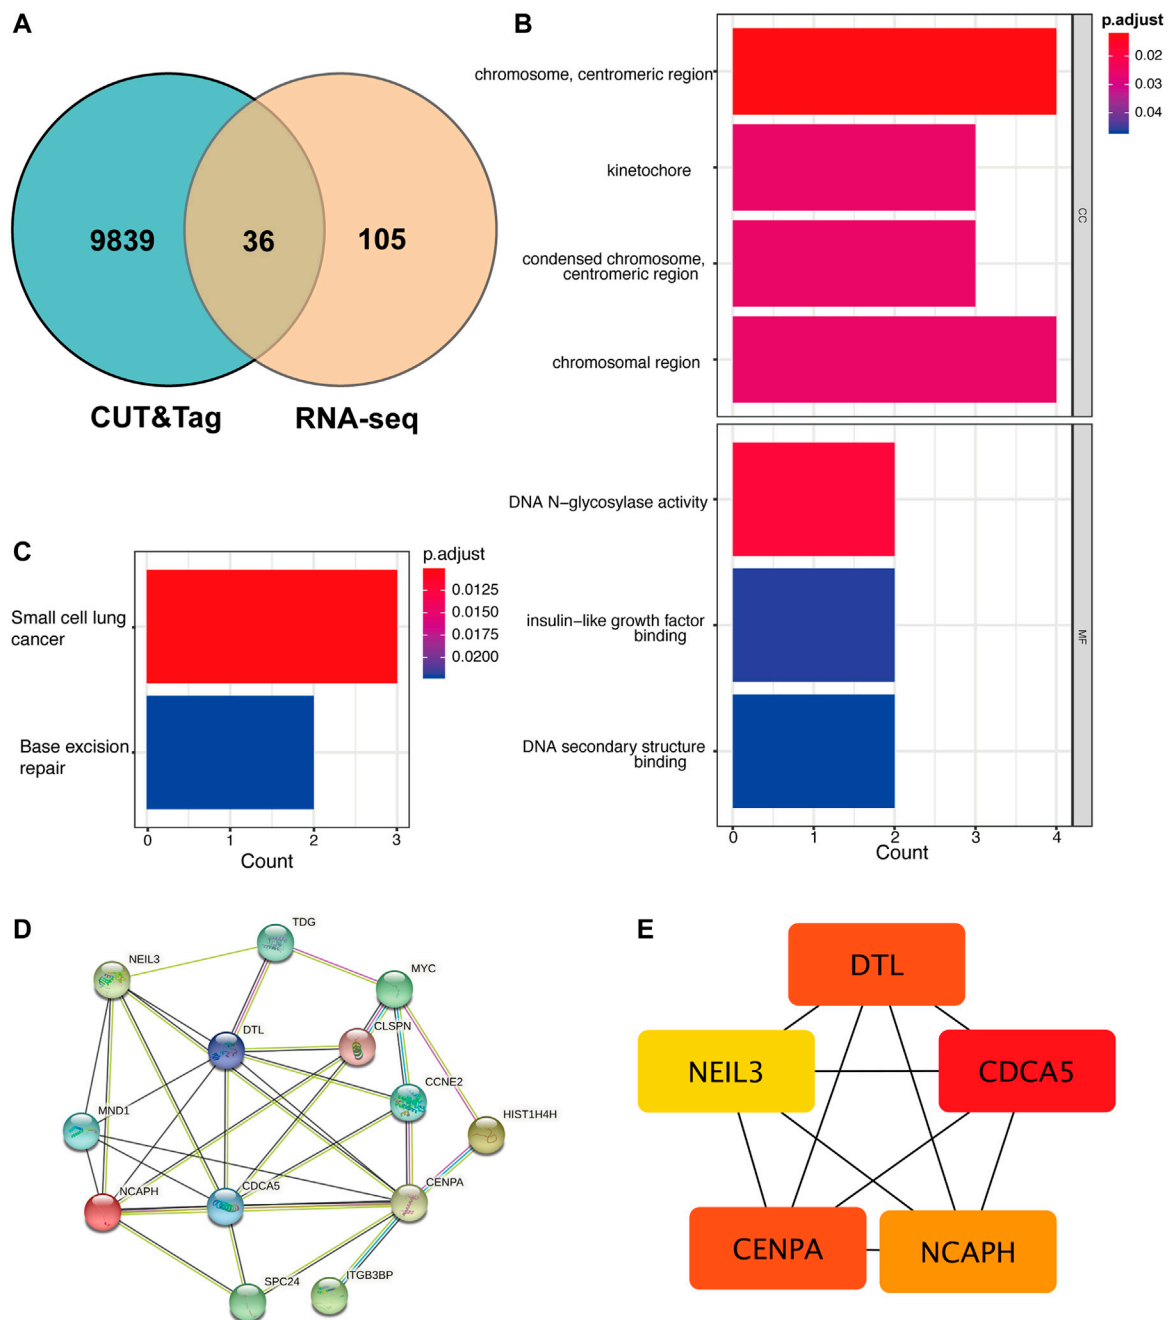 A
9839
36
105
CUT&Tag
RNA-seq
B
p.adjust
0.02
0.03
0.04
chromosome, centromeric region
kinetochore
condensed chromosome,
centromeric region
chromosomal region
CC
DNA N−glycosylase activity
insulin−like growth factor
binding
DNA secondary structure
binding
MF
0
1
2
3
4
Count
C
p.adjust
0.0125
0.0150
0.0175
0.0200
Small cell lung
cancer
Base excision
repair
0
1
2
3
Count
D
TDG
NEIL3
MYC
DTL
CLSPN
CCNE2
MND1
HIST1H4H
NCAPH
CDCA5
CENPA
SPC24
ITGB3BP
E
DTL
NEIL3
CDCA5
CENPA
NCAPH